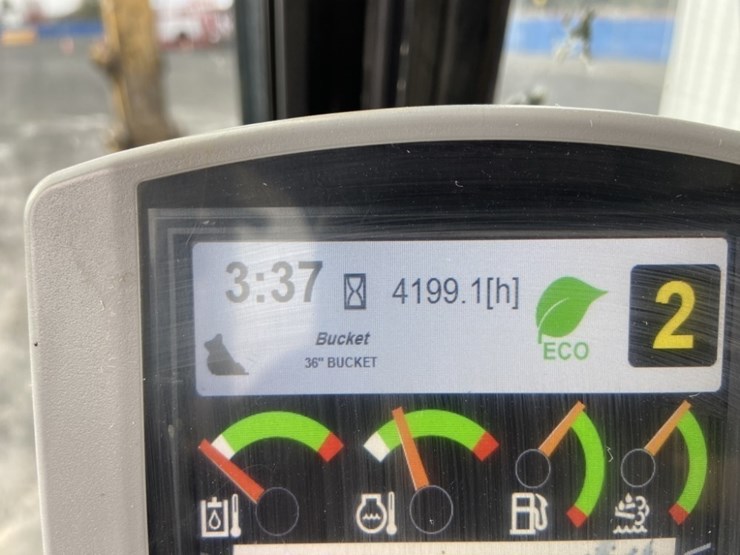 3:37 4199.1[h] 2
ECO
Bucket
36" BUCKET